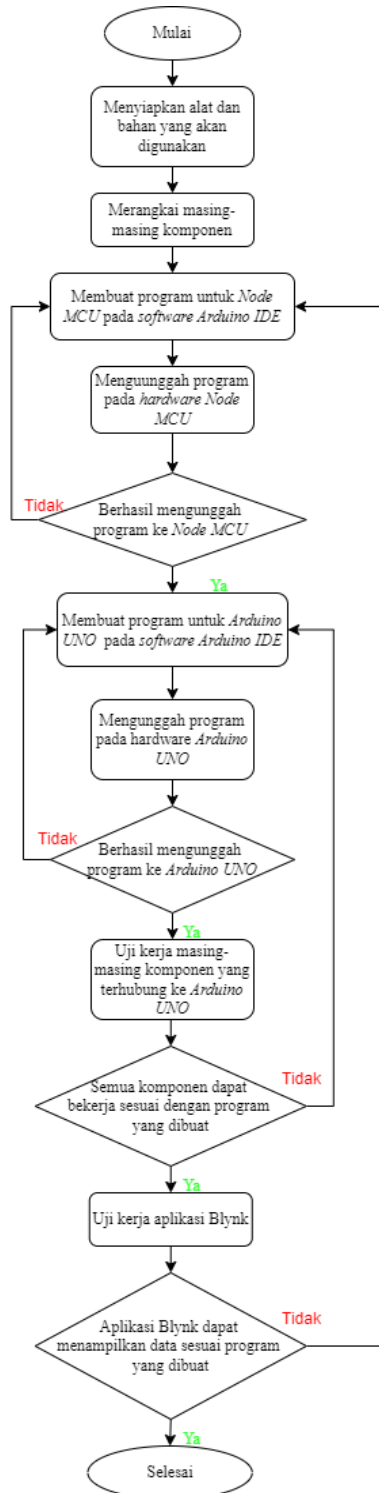 Mulai
Menyiapkan alat dan
bahan yang akan
digunakan
Merangkai masing-
masing komponen
Membuat program untuk Node
MCU pada software Arduino IDE
Menguunggah program
pada hardware Node
MCU
Tidak
Berhasil mengunggah
program ke Node MCU
Ya
Membuat program untuk Arduino
UNO pada software Arduino IDE
Mengunggah program
pada hardware Arduino
UNO
Tidak
Berhasil mengunggah
program ke Arduino UNO
Ya
Uji kerja masing-
masing komponen yang
terhubung ke Arduino
UNO
Tidak
Semua komponen dapat
bekerja sesuai dengan program
yang dibuat
Ya
Uji kerja aplikasi Blynk
Tidak
Aplikasi Blynk dapat
menampilkan data sesuai program
yang dibuat
Ya
Selesai